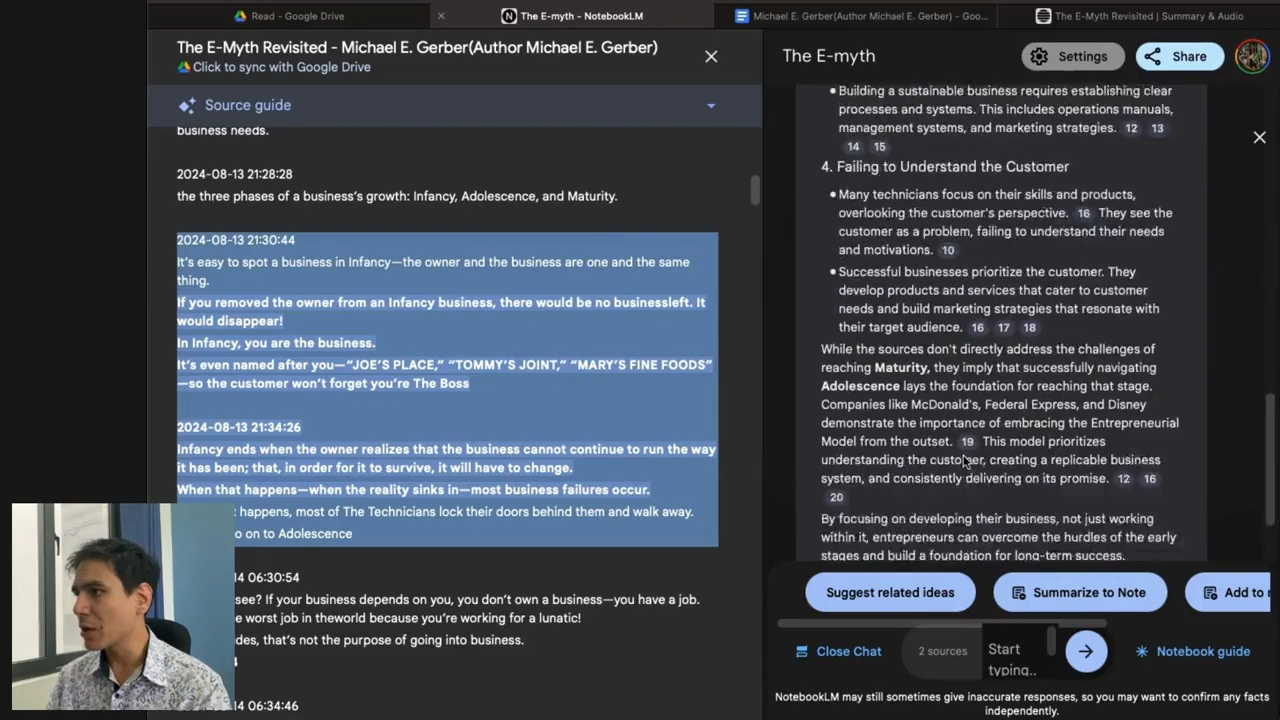 Read - Google Drive
The E-myth - NotebookLM
Michael E. Gerber(Author Michael E. Gerber) - Goo...
The E-Myth Revisited | Summary & Audio
The E-Myth Revisited - Michael E. Gerber(Author Michael E. Gerber)
Click to sync with Google Drive
Source guide
business needs.
2024-08-13 21:28:28
the three phases of a business's growth: Infancy, Adolescence, and Maturity.
2024-08-13 21:30:44
It's easy to spot a business in Infancy—the owner and the business are one and the same
thing.
If you removed the owner from an Infancy business, there would be no businessleft. It
would disappear!
In Infancy, you are the business.
It's even named after you—“JOE'S PLACE,” “TOMMY'S JOINT,” “MARY'S FINE FOODS”
—so the customer won't forget you're The Boss
2024-08-13 21:34:26
Infancy ends when the owner realizes that the business cannot continue to run the way
it has been; that, in order for it to survive, it will have to change.
When that happens—when the reality sinks in—most business failures occur.
happens, most of The Technicians lock their doors behind them and walk away.
o on to Adolescence
14 06:30:54
see? If your business depends on you, you don't own a business—you have a job.
e worst job in theworld because you're working for a lunatic!
des, that's not the purpose of going into business.
4
14 06:34:46
The E-myth
Settings
Share
Building a sustainable business requires establishing clear
processes and systems. This includes operations manuals,
management systems, and marketing strategies. 12 13
14 15
4. Failing to Understand the Customer
Many technicians focus on their skills and products,
overlooking the customer's perspective. 16 They see the
customer as a problem, failing to understand their needs
and motivations. 10
Successful businesses prioritize the customer. They
develop products and services that cater to customer
needs and build marketing strategies that resonate with
their target audience. 16 17 18
While the sources don't directly address the challenges of
reaching Maturity, they imply that successfully navigating
Adolescence lays the foundation for reaching that stage.
Companies like McDonald's, Federal Express, and Disney
demonstrate the importance of embracing the Entrepreneurial
Model from the outset. 19 This model prioritizes
understanding the customer, creating a replicable business
system, and consistently delivering on its promise. 12 16
20
By focusing on developing their business, not just working
within it, entrepreneurs can overcome the hurdles of the early
stages and build a foundation for long-term success.
Suggest related ideas
Summarize to Note
Add to
Close Chat
2 sources
Start
typing..
Notebook guide
NotebookLM may still sometimes give inaccurate responses, so you may want to confirm any facts
independently.